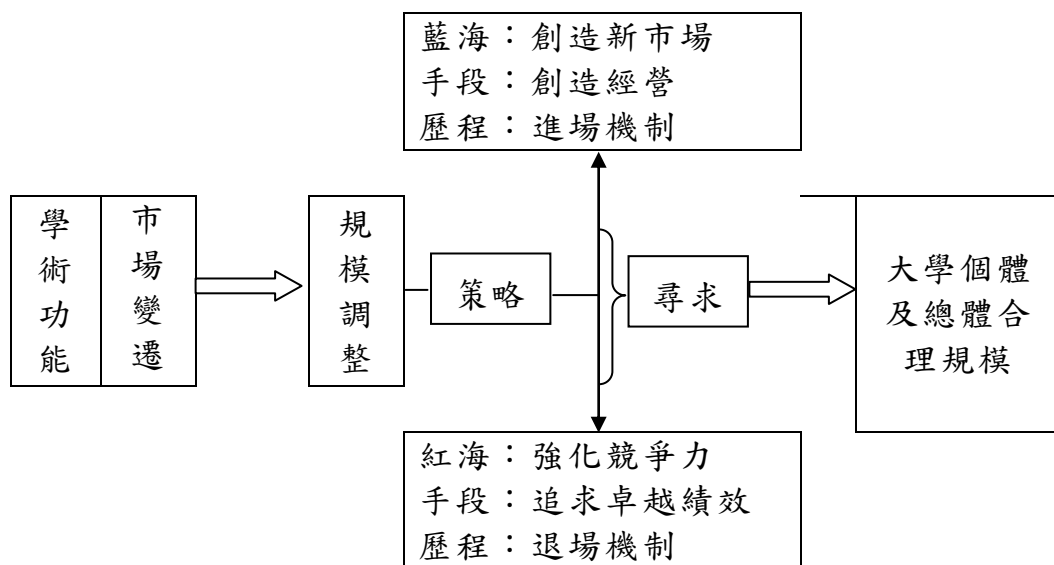 藍海：創造新市場
手段：創造經營
歷程：進場機制
學術功能
市場變遷
規模調整
策略
尋求
大學個體
及總體合
理規模
紅海：強化競爭力
手段：追求卓越績效
歷程：退場機制